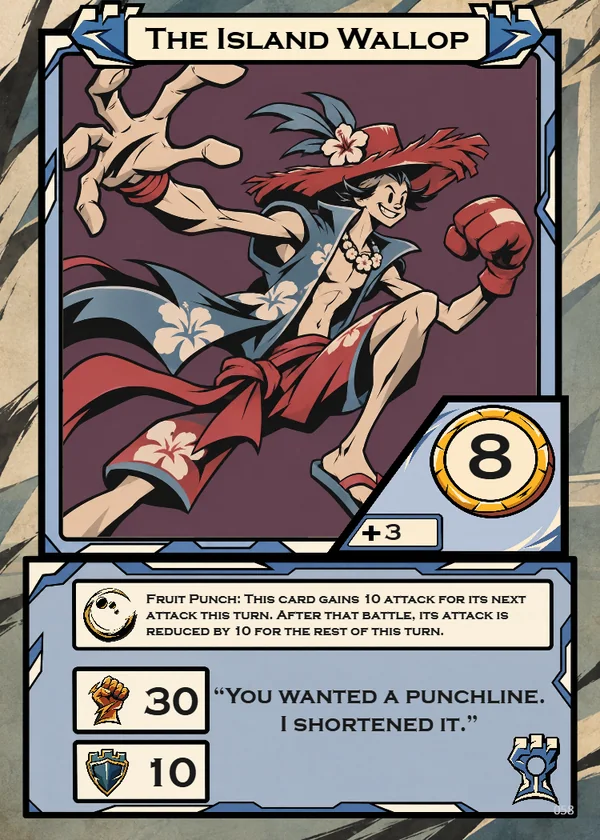 The Island Wallop
8
+3
Fruit Punch: This card gains 10 attack for its next
attack this turn. After that battle, its attack is
reduced by 10 for the rest of this turn.
30
"You wanted a punchline.
I shortened it."
10
058